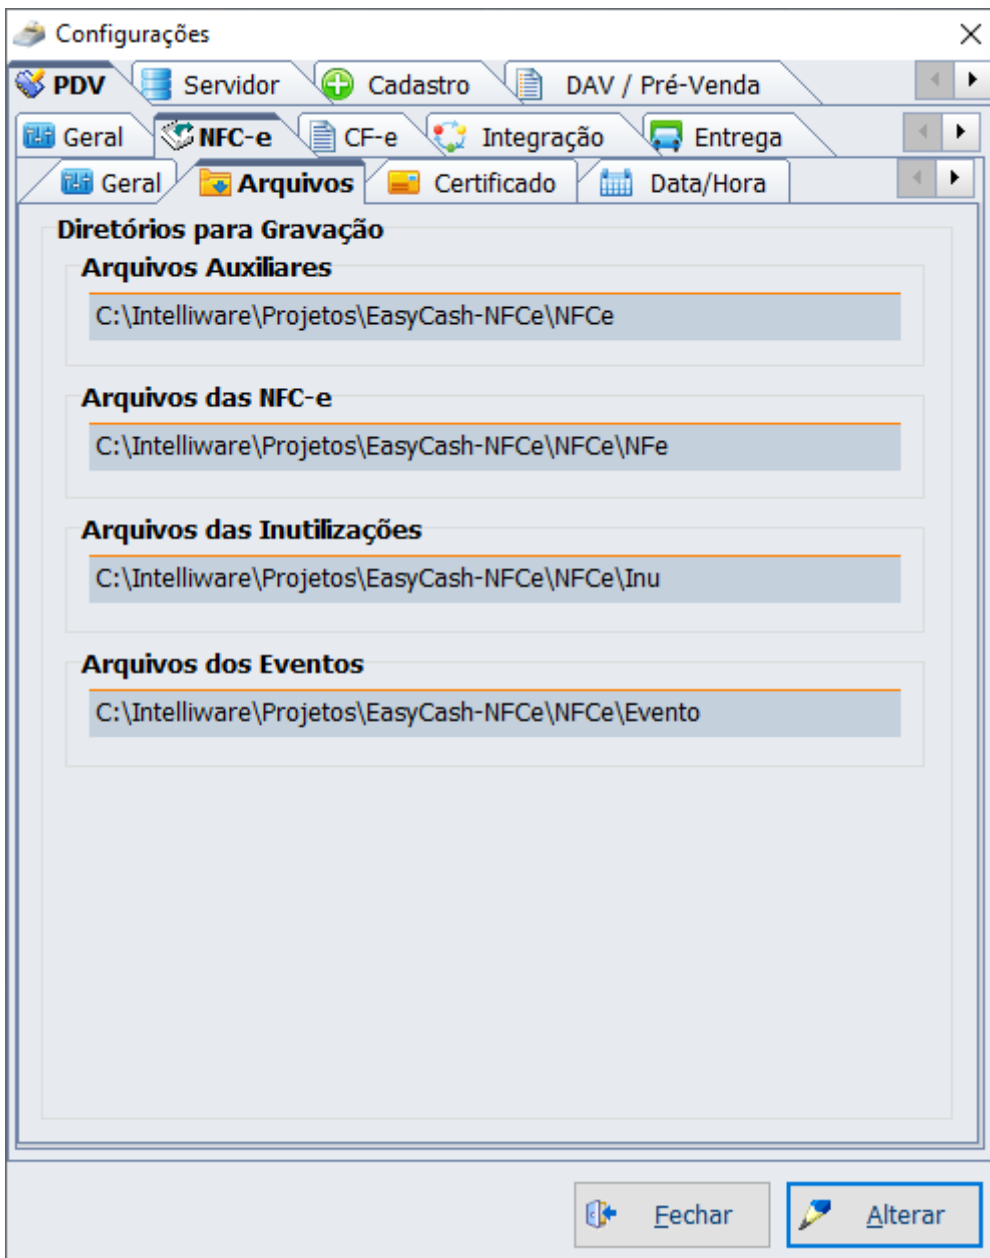 Configurações
PDV Servidor Cadastro DAV / Pré-Venda
Geral NFC-e CF-e Integração Entrega
Geral Arquivos Certificado Data/Hora
Diretórios para Gravação
Arquivos Auxiliares
C:\Intelliware\Projetos\EasyCash-NFCe\NFCe
Arquivos das NFC-e
C:\Intelliware\Projetos\EasyCash-NFCe\NFCe\NFe
Arquivos das Inutilizações
C:\Intelliware\Projetos\EasyCash-NFCe\NFCe\Inu
Arquivos dos Eventos
C:\Intelliware\Projetos\EasyCash-NFCe\NFCe\Evento
Fechar Alterar